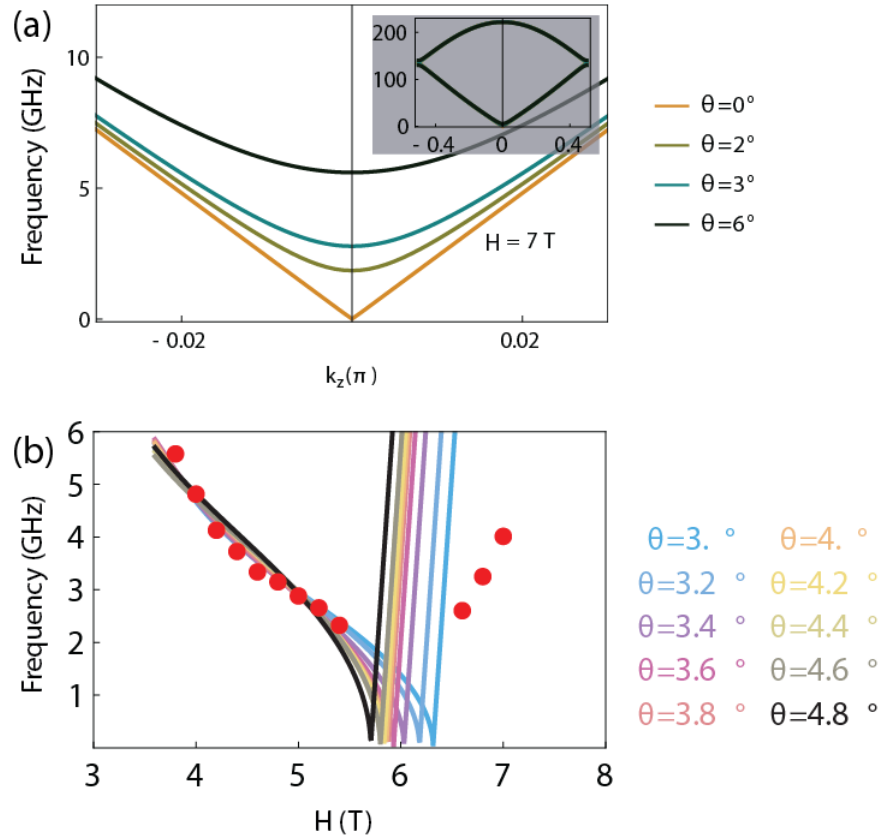 (a)
Frequency (GHz)
10
5
0
- 0.02
0.02
k_z(π)
H = 7 T
200
100
0
- 0.4
0
0.4
θ=0°
θ=2°
θ=3°
θ=6°
(b)
Frequency (GHz)
6
5
4
3
2
1
3 4 5 6 7 8
H (T)
θ=3. ° θ=4. °
θ=3.2 ° θ=4.2 °
θ=3.4 ° θ=4.4 °
θ=3.6 ° θ=4.6 °
θ=3.8 ° θ=4.8 °